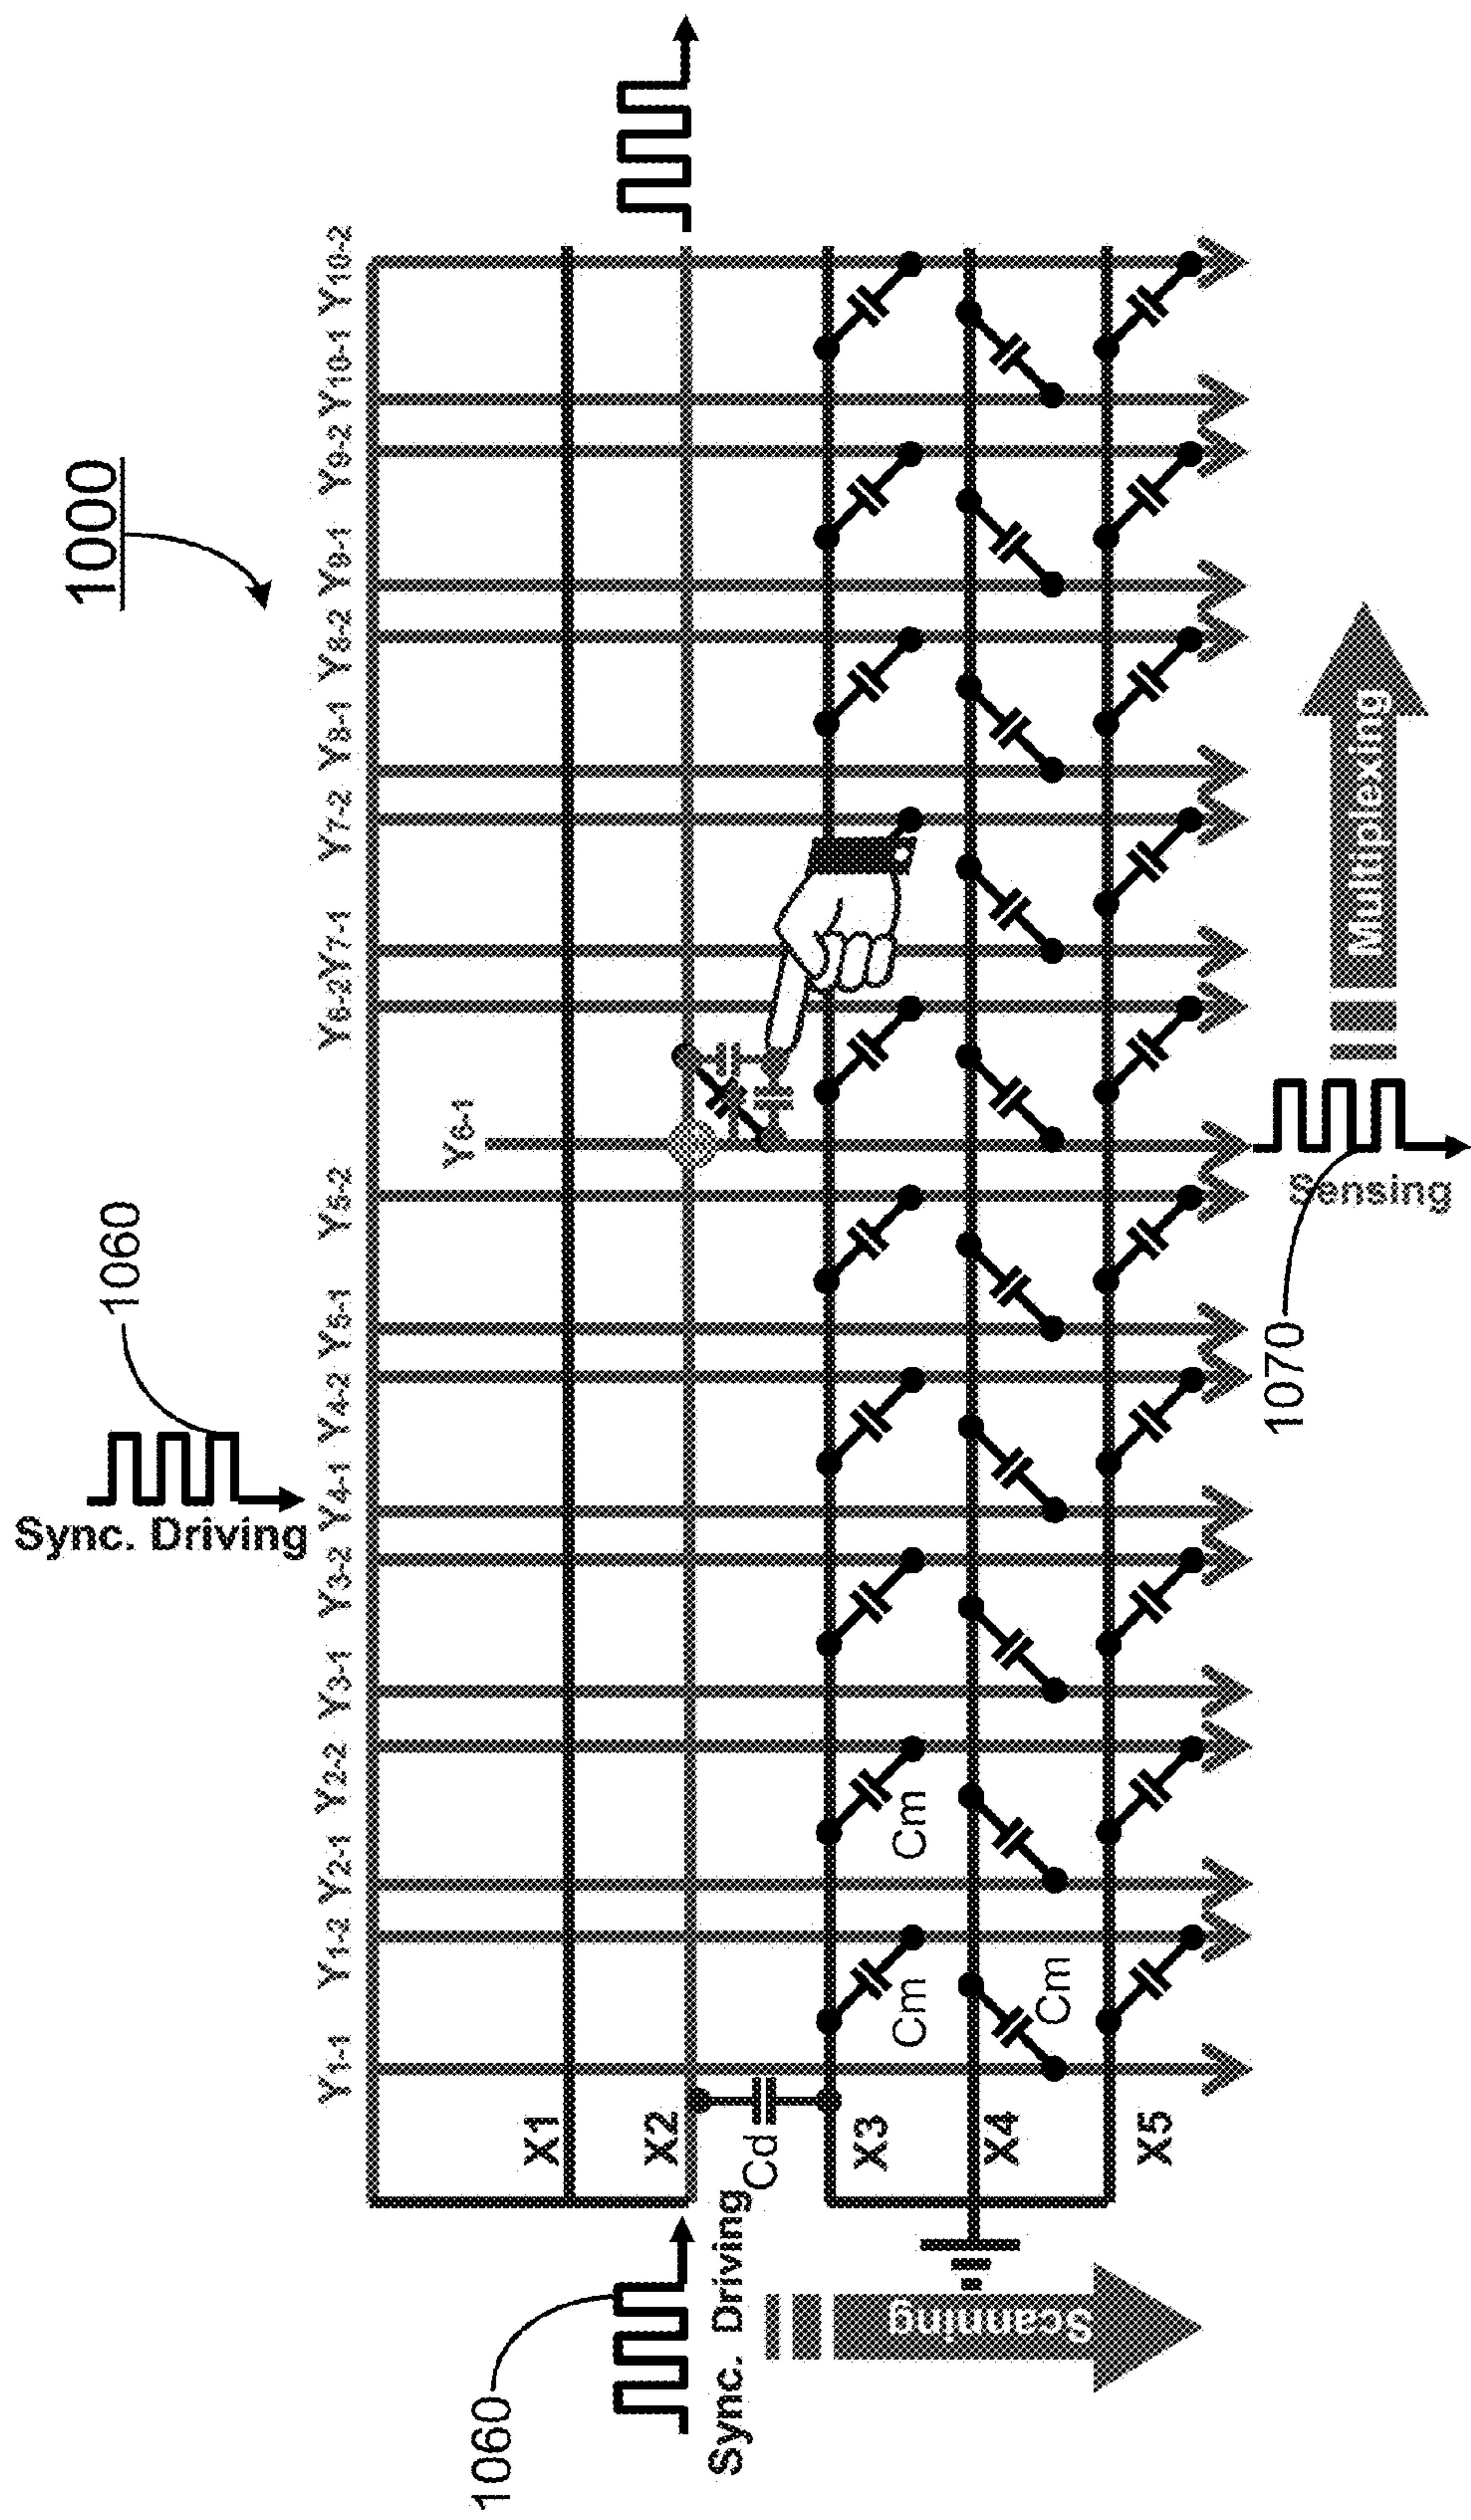 1000
1060
Sync. Driving
Y1-1 Y1-2 Y2-1 Y2-2 Y3-1 Y3-2 Y4-1 Y4-2 Y5-1 Y5-2 Y6-2 Y7-1 Y7-2 Y8-1 Y8-2 Y9-1 Y9-2 Y10-1 Y10-2
Y6-1
X1
1060
X2
Sync. Driving
Cd
X3
Cm
Cm
X4
Cm
X5
Scanning
Sensing
1070
Multiplexing